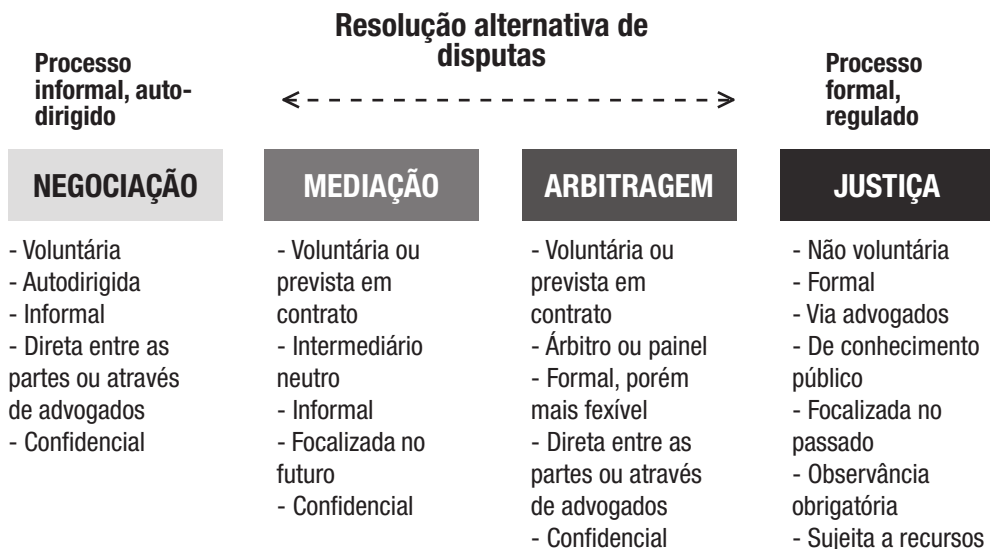 Resolução alternativa de
disputas
Processo
informal, auto-
dirigido
Processo
formal,
regulado
NEGOCIAÇÃO
- Voluntária
- Autodirigida
- Informal
- Direta entre as
partes ou através
de advogados
- Confidencial
MEDIAÇÃO
- Voluntária ou
prevista em
contrato
- Intermediário
neutro
- Informal
- Focalizada no
futuro
- Confidencial
ARBITRAGEM
- Voluntária ou
prevista em
contrato
- Árbitro ou painel
- Formal, porém
mais fexível
- Direta entre as
partes ou através
de advogados
- Confidencial
JUSTIÇA
- Não voluntária
- Formal
- Via advogados
- De conhecimento
público
- Focalizada no
passado
- Observância
obrigatória
- Sujeita a recursos